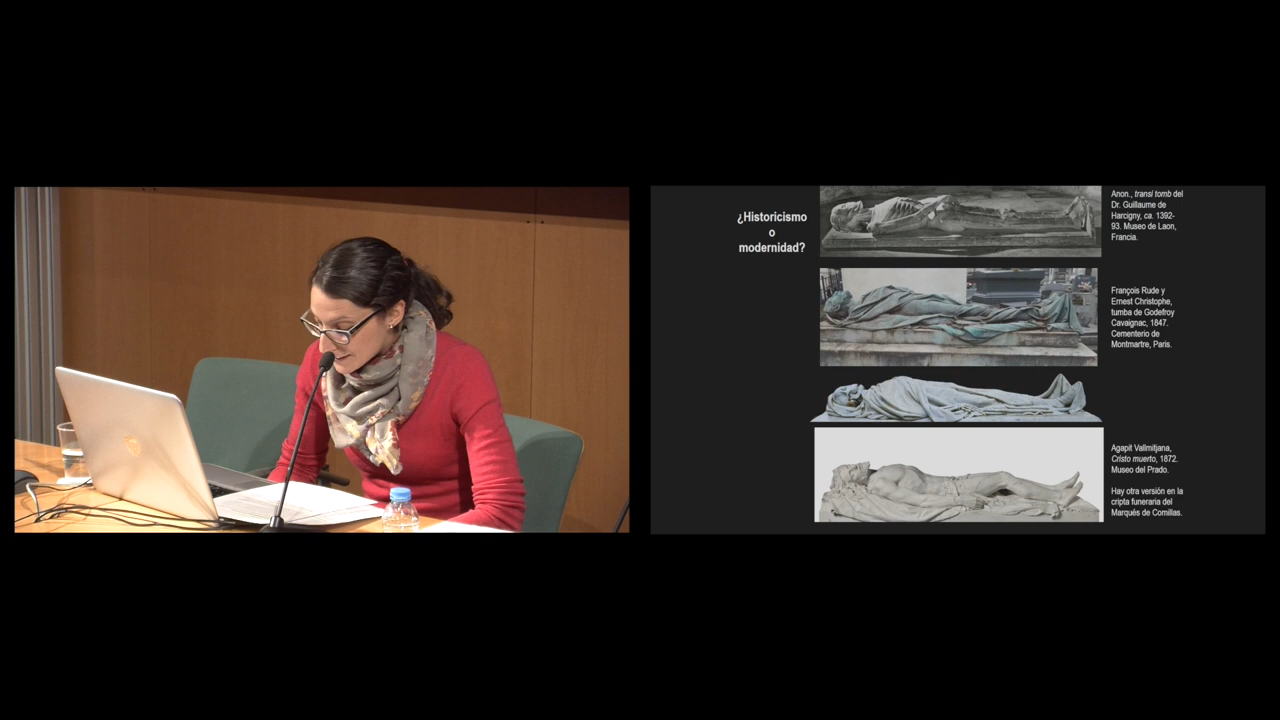 ¿Historicismo
o
modernidad?
Anon., transi tomb del
Dr. Guillaume de
Harcigny, ca. 1392-
93. Museo de Laon,
Francia.
François Rude y
Ernest Christophe,
tumba de Godefroy
Cavaignac, 1847.
Cementerio de
Montmartre, Paris.
Agapit Vallmitjana,
Cristo muerto, 1872.
Museo del Prado.
Hay otra versión en la
cripta funeraria del
Marqués de Comillas.